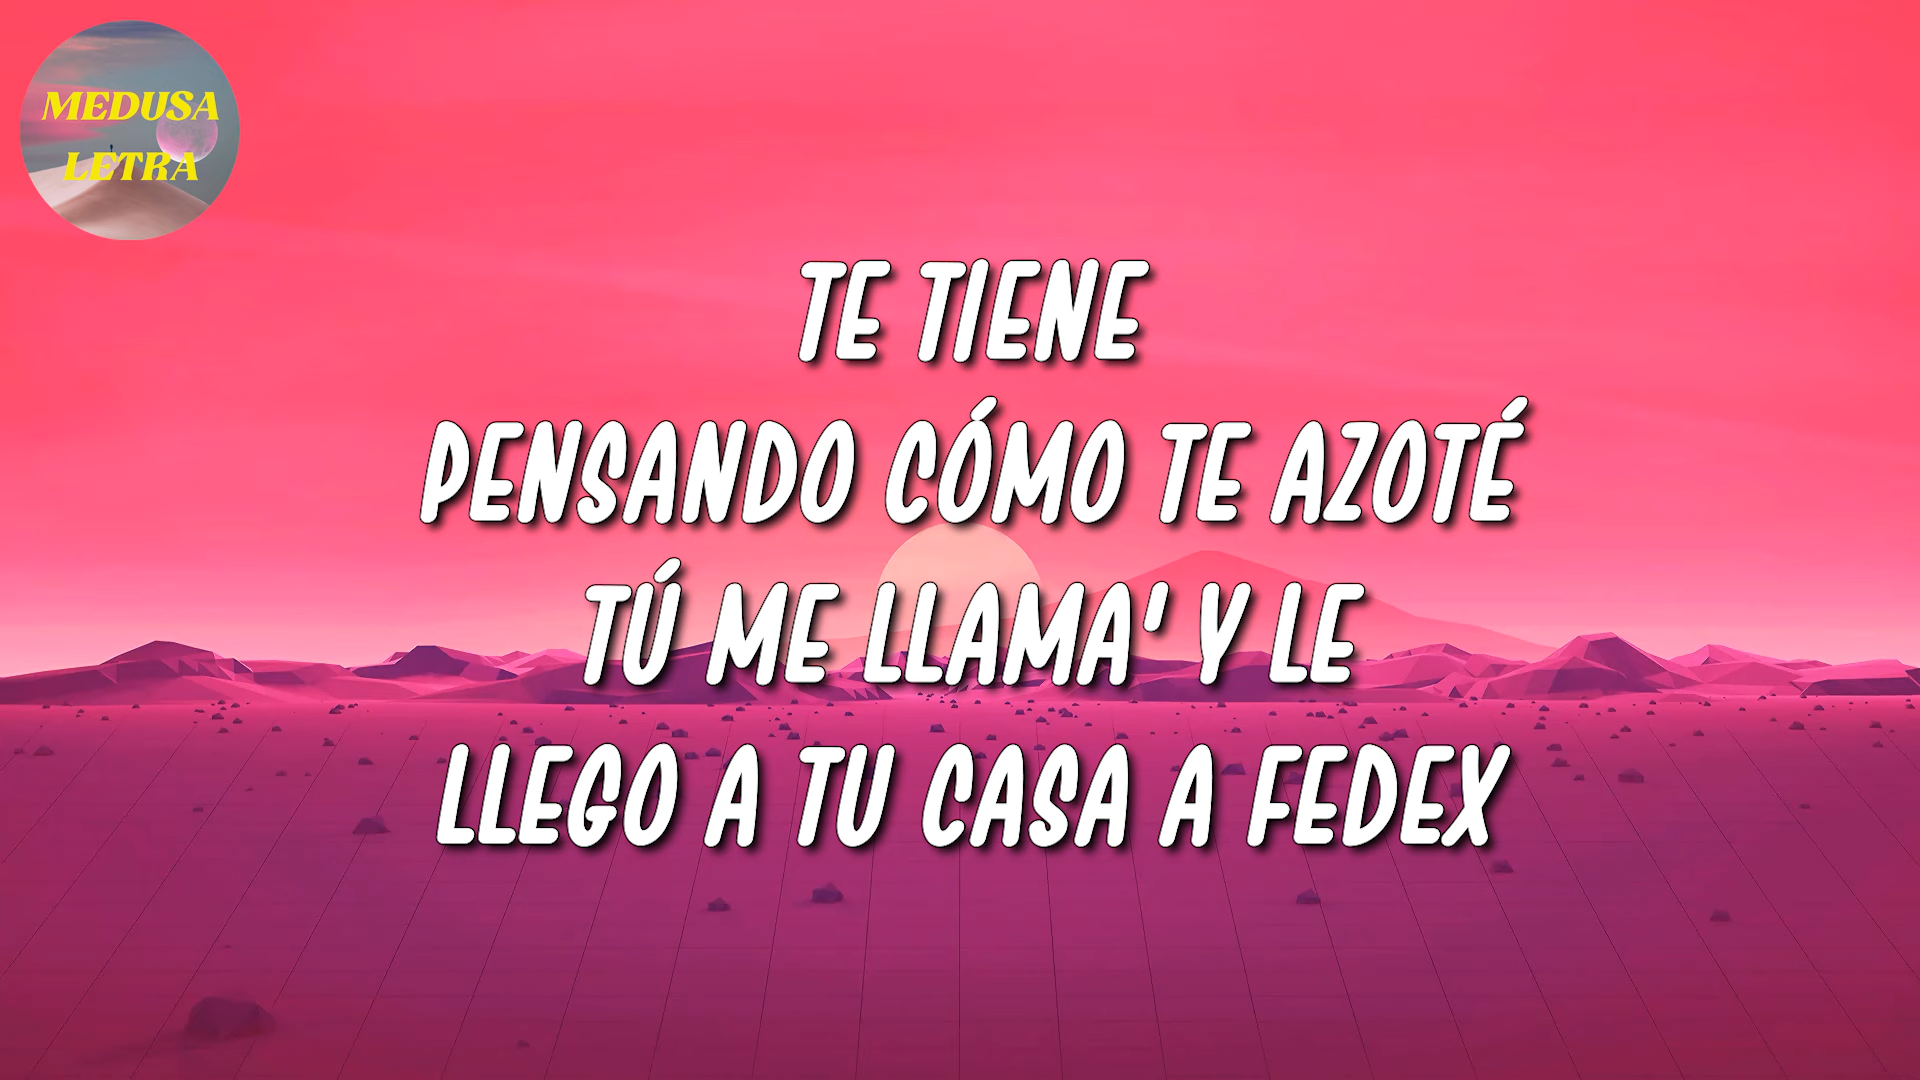 MEDUSA
LETRA
TE TIENE
PENSANDO CÓMO TE AZOTÉ
TÚ ME LLAMA' Y LE
LLEGO A TU CASA A FEDEX